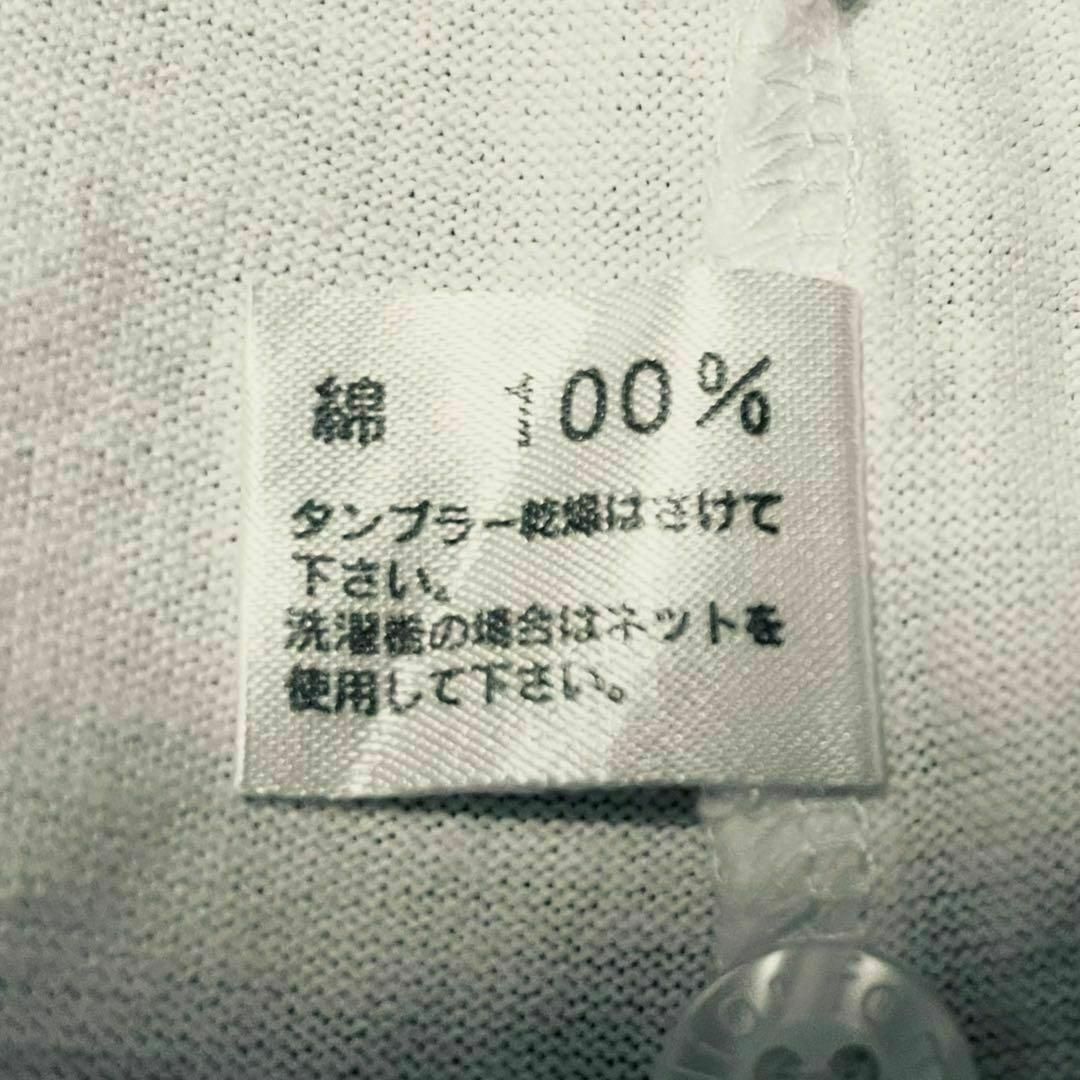 綿 100%
タンブラー乾燥はさけて
下さい。
洗濯機の場合はネットを
使用して下さい。